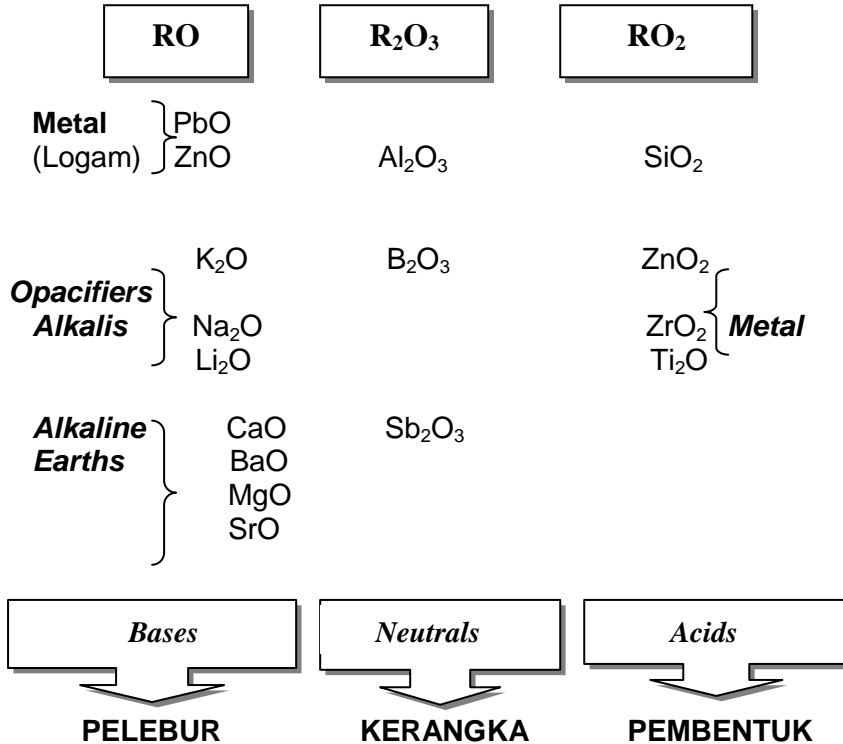 RO R₂O₃ RO₂
Metal PbO
(Logam) ZnO Al₂O₃ SiO₂
K₂O B₂O₃ ZnO₂
Opacifiers
Alkalis Na₂O ZrO₂ Metal
Li₂O Ti₂O
Alkaline CaO Sb₂O₃
Earths BaO
MgO
SrO
Bases Neutrals Acids
PELEBUR KERANGKA PEMBENTUK